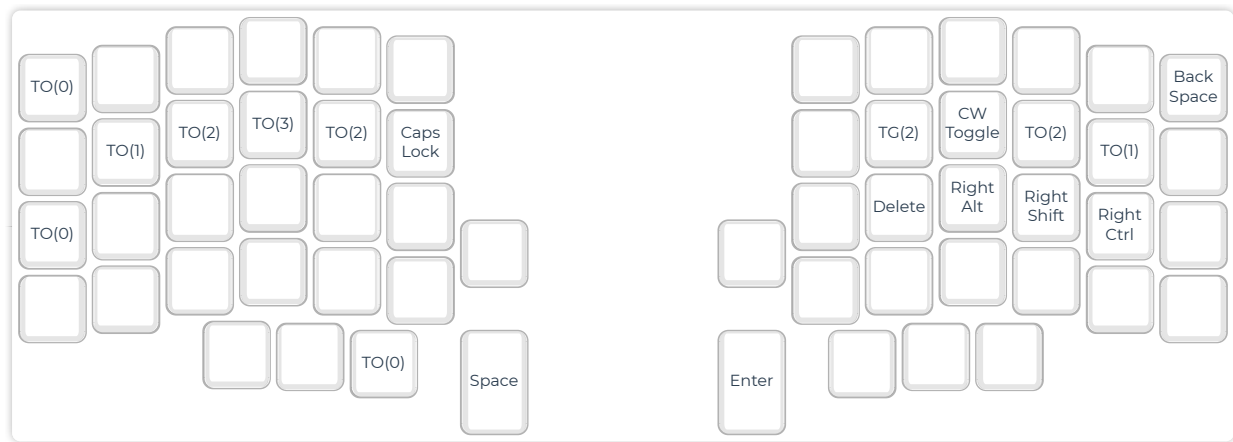 TO(0)
Back
Space
TO(1)
TO(2)
TO(3)
TO(2)
Caps
Lock
TG(2)
CW
Toggle
TO(2)
TO(1)
TO(0)
Delete
Right
Alt
Right
Shift
Right
Ctrl
TO(0)
Space
Enter